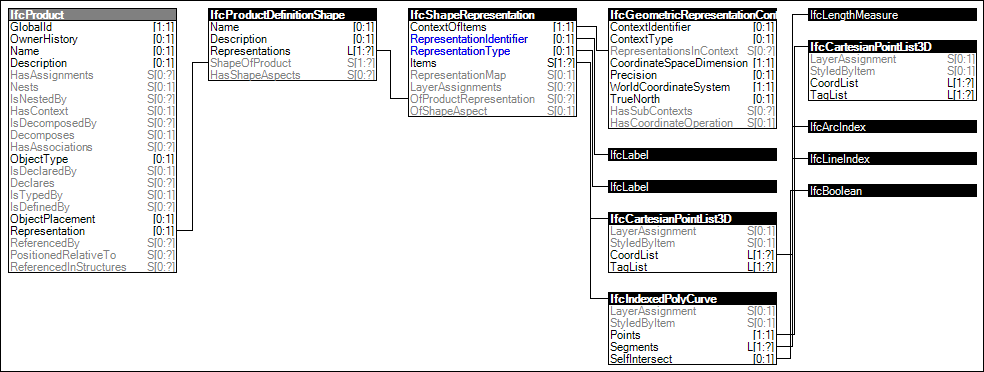 IfcProduct
GlobalId [1:1]
OwnerHistory [0:1]
Name [0:1]
Description [0:1]
HasAssignments S[0:?]
Nests S[0:1]
IsNestedBy S[0:?]
HasContext S[0:1]
IsDecomposedBy S[0:?]
Decomposes S[0:1]
HasAssociations S[0:?]
ObjectType [0:1]
IsDeclaredBy S[0:1]
Declares S[0:?]
IsTypedBy S[0:1]
IsDefinedBy S[0:?]
ObjectPlacement [0:1]
Representation [0:1]
ReferencedBy S[0:?]
PositionedRelativeTo S[0:?]
ReferencedInStructures S[0:?]
IfcProductDefinitionShape
Name [0:1]
Description [0:1]
Representations L[1:?]
ShapeOfProduct S[1:?]
HasShapeAspects S[0:?]
IfcShapeRepresentation
ContextOfItems [1:1]
RepresentationIdentifier [0:1]
RepresentationType [0:1]
Items S[1:?]
RepresentationMap S[0:1]
LayerAssignments S[0:?]
OfProductRepresentation S[0:?]
OfShapeAspect S[0:1]
IfcGeometricRepresentationCon
ContextIdentifier [0:1]
ContextType [0:1]
RepresentationsInContext S[0:?]
CoordinateSpaceDimension [1:1]
Precision [0:1]
WorldCoordinateSystem [1:1]
TrueNorth [0:1]
HasSubContexts S[0:?]
HasCoordinateOperation S[0:1]
IfcLabel
IfcLabel
IfcCartesianPointList3D
LayerAssignment S[0:1]
StyledByItem S[0:1]
CoordList L[1:?]
TagList L[1:?]
IfcIndexedPolyCurve
LayerAssignment S[0:1]
StyledByItem S[0:1]
Points [1:1]
Segments L[1:?]
SelfIntersect [0:1]
IfcLengthMeasure
IfcCartesianPointList3D
LayerAssignment S[0:1]
StyledByItem S[0:1]
CoordList L[1:?]
TagList L[1:?]
IfcArcIndex
IfcLineIndex
IfcBoolean